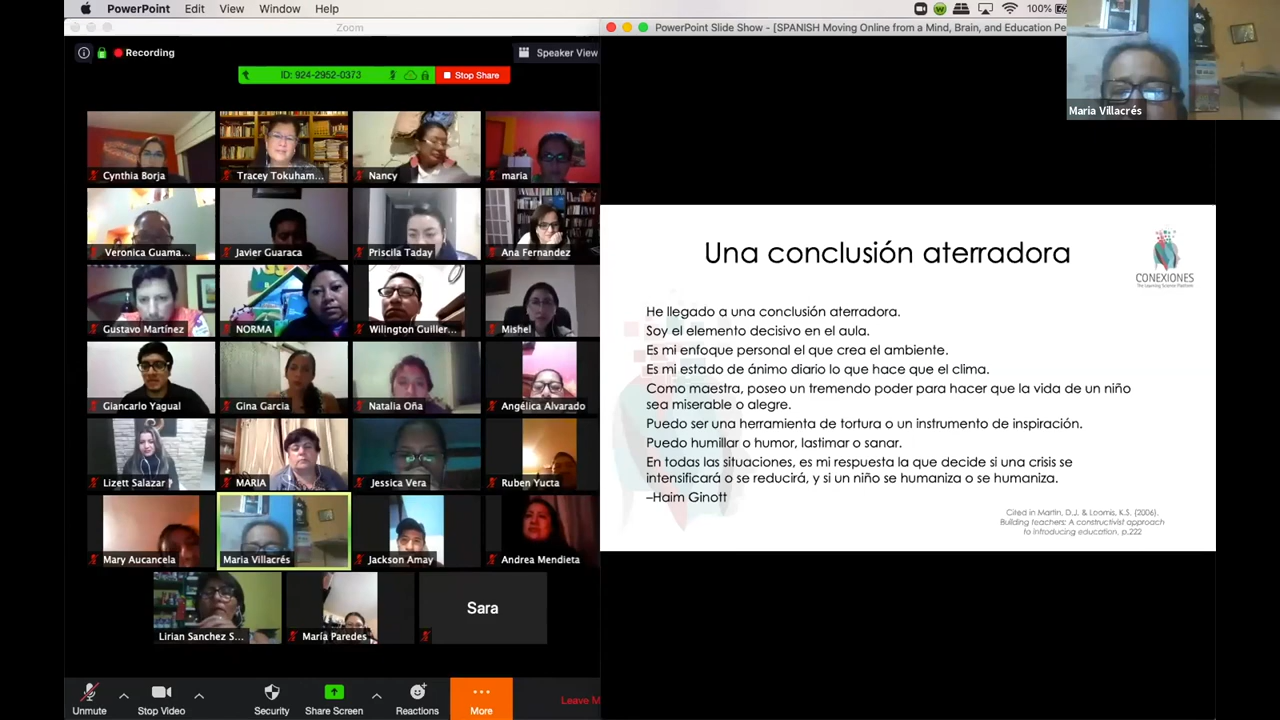 PowerPoint Edit View Window Help
100%
Zoom
PowerPoint Slide Show - [SPANISH Moving Online from a Mind, Brain, and Education Pe
Recording
Speaker View
ID: 924-2952-0373
Stop Share
Maria Villacrés
Cynthia Borja
Tracey Tokuham...
Nancy
maria
Veronica Guama...
Javier Guaraca
Priscila Taday
Ana Fernandez
Gustavo Martínez
NORMA
Wilington Guiller...
Mishel
Giancarlo Yagual
Gina Garcia
Natalia Oña
Angélica Alvarado
Lizett Salazar
MARIA
Jessica Vera
Ruben Yucta
Mary Aucancela
Maria Villacrés
Jackson Amay
Andrea Mendieta
Lirian Sanchez S...
María Paredes
Sara
Unmute
Stop Video
Security
Share Screen
Reactions
More
Leave M
Una conclusión aterradora
CONEXIONES
The Learning Sciences Platform
He llegado a una conclusión aterradora.
Soy el elemento decisivo en el aula.
Es mi enfoque personal el que crea el ambiente.
Es mi estado de ánimo diario lo que hace que el clima.
Como maestra, poseo un tremendo poder para hacer que la vida de un niño
sea miserable o alegre.
Puedo ser una herramienta de tortura o un instrumento de inspiración.
Puedo humillar o humor, lastimar o sanar.
En todas las situaciones, es mi respuesta la que decide si una crisis se
intensificará o se reducirá, y si un niño se humaniza o se humaniza.
–Haim Ginott
Cited in Martin, D.J. & Loomis, K.S. (2006).
Building teachers: A constructivist approach
to introducing education. p.222